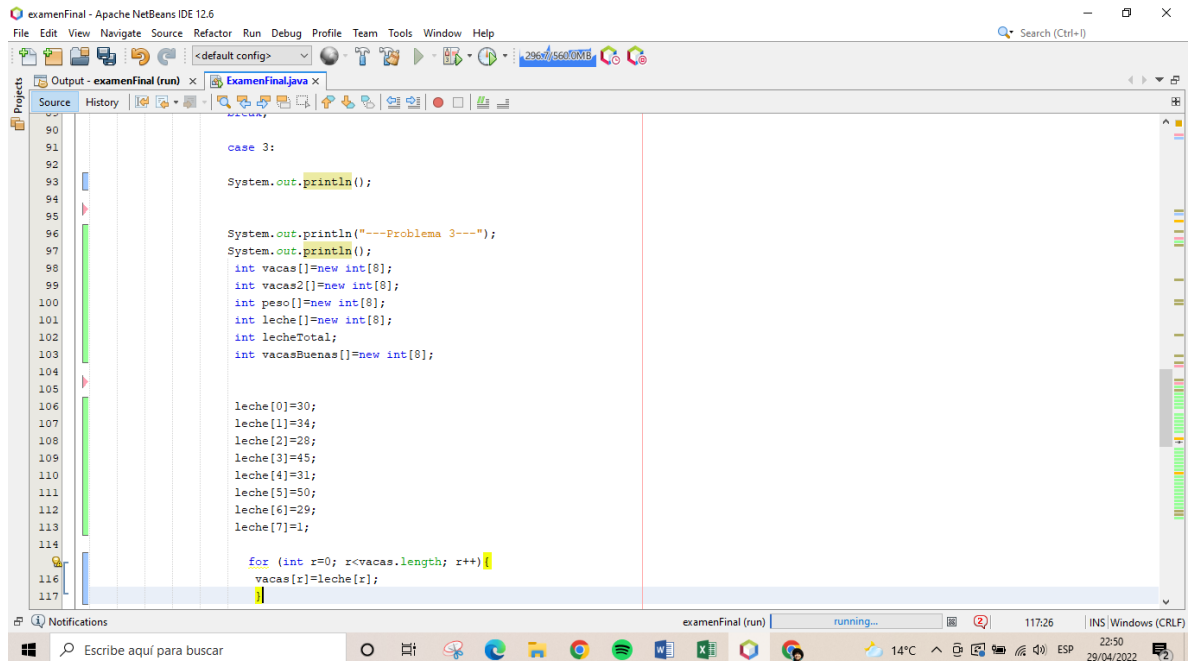 examenFinal - Apache NetBeans IDE 12.6
File Edit View Navigate Source Refactor Run Debug Profile Team Tools Window Help
Search (Ctrl+I)
<default config>
296.7/560.0MB
Projects
Output - examenFinal (run) ExamenFinal.java
Source History
break;
90
91 case 3:
92
93 System.out.println();
94
95
96 System.out.println("---Problema 3---");
97 System.out.println();
98 int vacas[]=new int[8];
99 int vacas2[]=new int[8];
100 int peso[]=new int[8];
101 int leche[]=new int[8];
102 int lecheTotal;
103 int vacasBuenas[]=new int[8];
104
105
106 leche[0]=30;
107 leche[1]=34;
108 leche[2]=28;
109 leche[3]=45;
110 leche[4]=31;
111 leche[5]=50;
112 leche[6]=29;
113 leche[7]=1;
114
for (int r=0; r<vacas.length; r++){
116 vacas[r]=leche[r];
117 }
Notifications examenFinal (run) running... 2 117:26 INS Windows (CRLF)
Escribe aquí para buscar 14°C ESP 22:50
29/04/2022 2